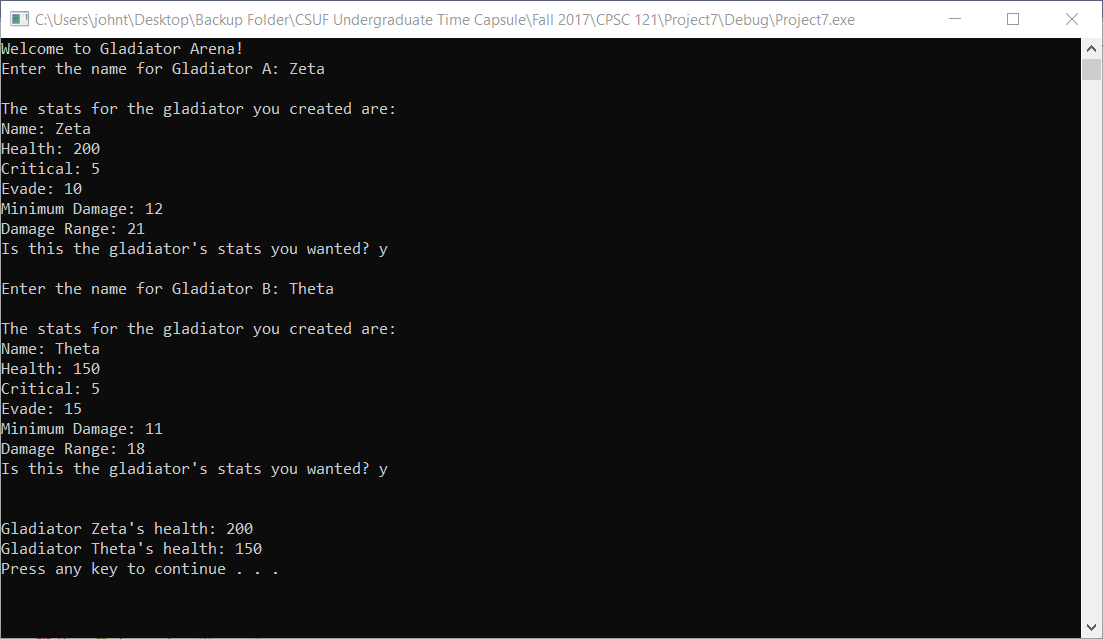 C:\Users\johnt\Desktop\Backup Folder\CSUF Undergraduate Time Capsule\Fall 2017\CPSC 121\Project7\Debug\Project7.exe
Welcome to Gladiator Arena!
Enter the name for Gladiator A: Zeta
The stats for the gladiator you created are:
Name: Zeta
Health: 200
Critical: 5
Evade: 10
Minimum Damage: 12
Damage Range: 21
Is this the gladiator's stats you wanted? y
Enter the name for Gladiator B: Theta
The stats for the gladiator you created are:
Name: Theta
Health: 150
Critical: 5
Evade: 15
Minimum Damage: 11
Damage Range: 18
Is this the gladiator's stats you wanted? y
Gladiator Zeta's health: 200
Gladiator Theta's health: 150
Press any key to continue . . .